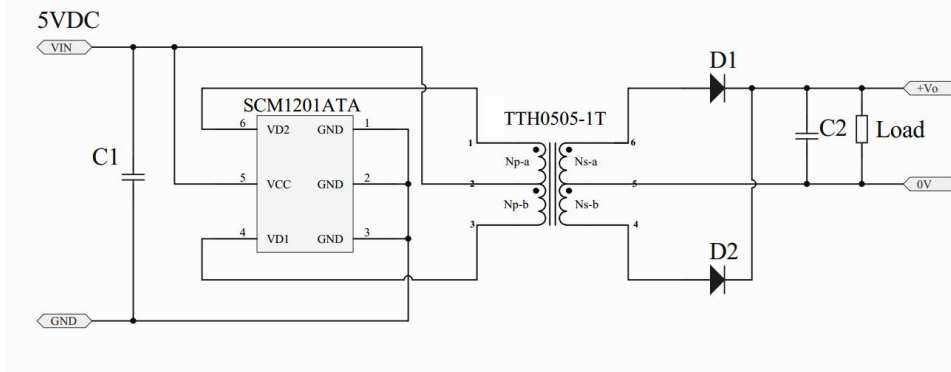 5VDC
VIN
D1
SCM1201ATA
+Vo
TTH0505-1T
6 VD2 GND 1
1 6
C2 Load
C1
Np-a Ns-a
5 VCC GND 2
2 5
0V
Np-b Ns-b
3 4
4 VD1 GND 3
D2
GND